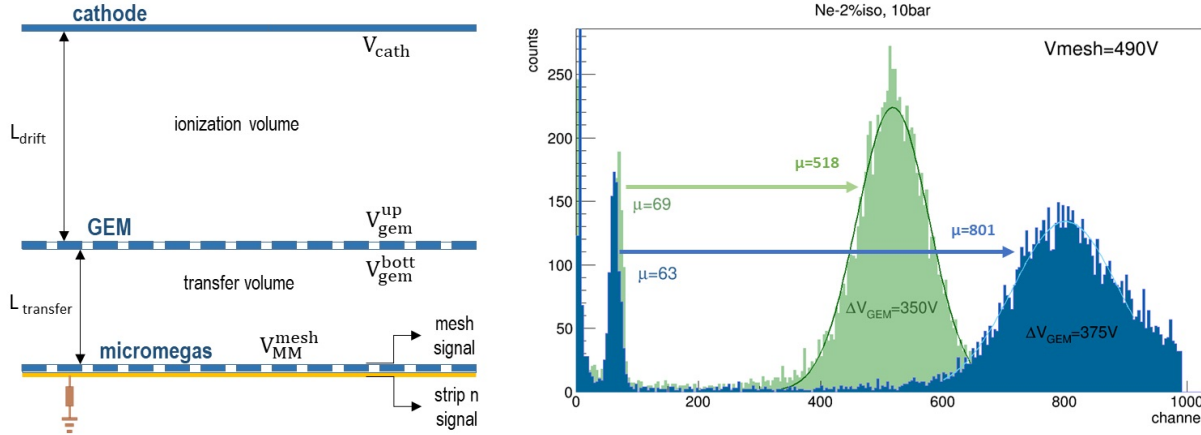 cathode
V_cath
L_drift
ionization volume
GEM
V_gem^up
V_gem^bott
L_transfer
transfer volume
micromegas
V_MM^mesh
mesh
signal
strip n
signal
Ne-2%iso, 10bar
counts
Vmesh=490V
250
200
150
100
50
0
μ=518
μ=69
μ=801
μ=63
ΔV_GEM=350V
ΔV_GEM=375V
0 200 400 600 800 1000
channel